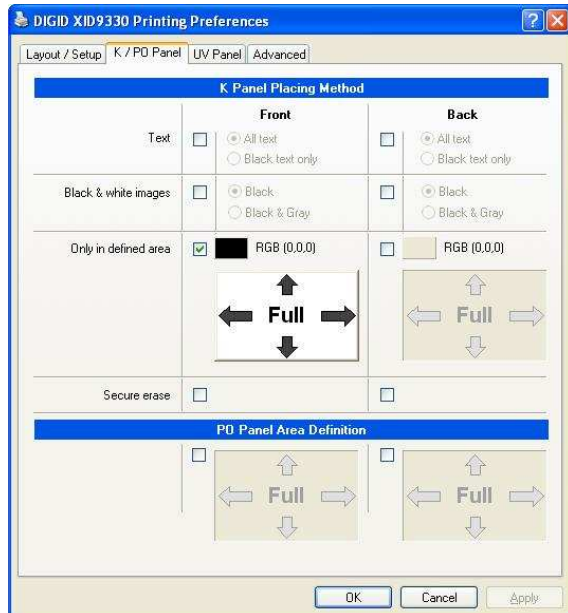 DIGID XID9330 Printing Preferences
Layout / Setup K / PO Panel UV Panel Advanced
K Panel Placing Method
Front Back
Text All text All text
Black text only Black text only
Black & white images Black Black
Black & Gray Black & Gray
Only in defined area RGB (0,0,0) RGB (0,0,0)
Full Full
Secure erase
PO Panel Area Definition
Full Full
OK Cancel Apply